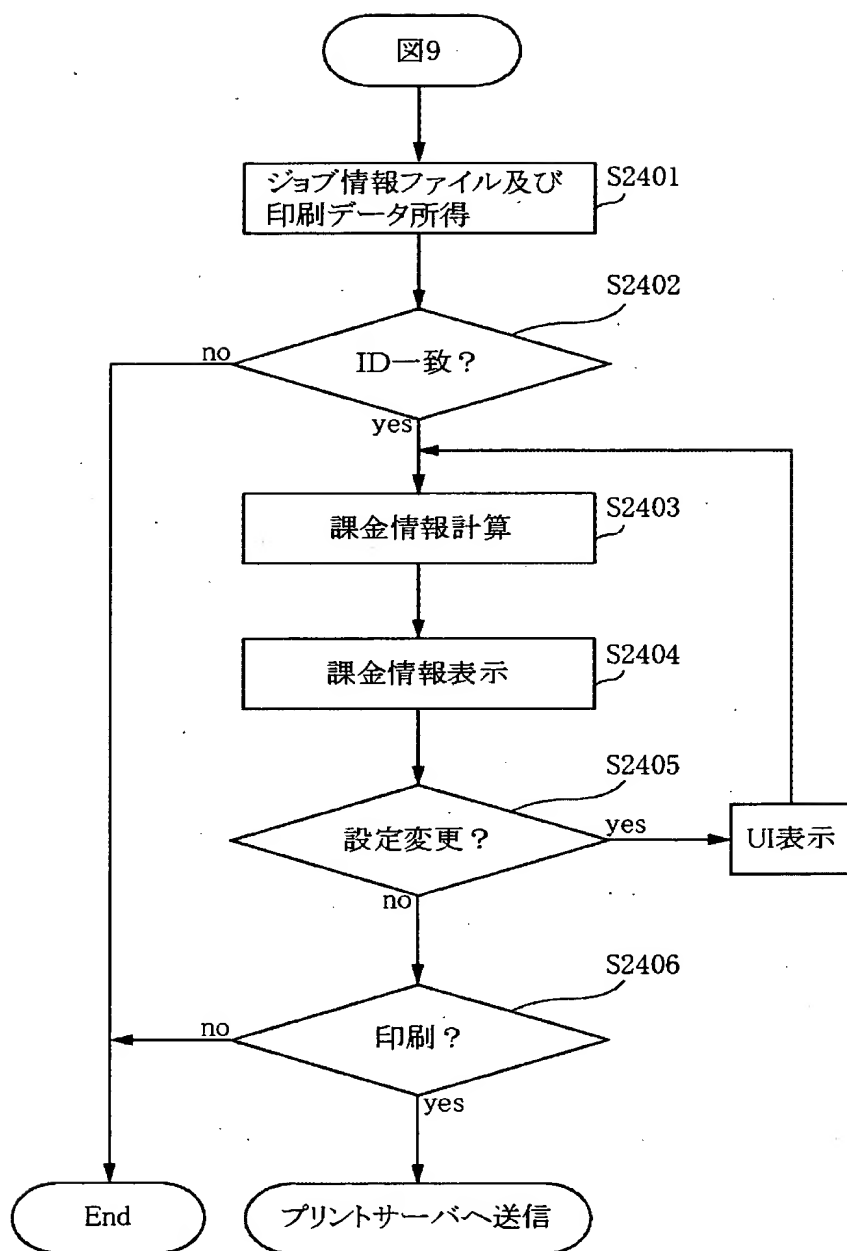 図9
ジョブ情報ファイル及び
印刷データ所得
S2401
S2402
no
ID一致？
yes
課金情報計算
S2403
課金情報表示
S2404
S2405
設定変更？
yes
UI表示
no
S2406
no
印刷？
yes
End
プリントサーバへ送信